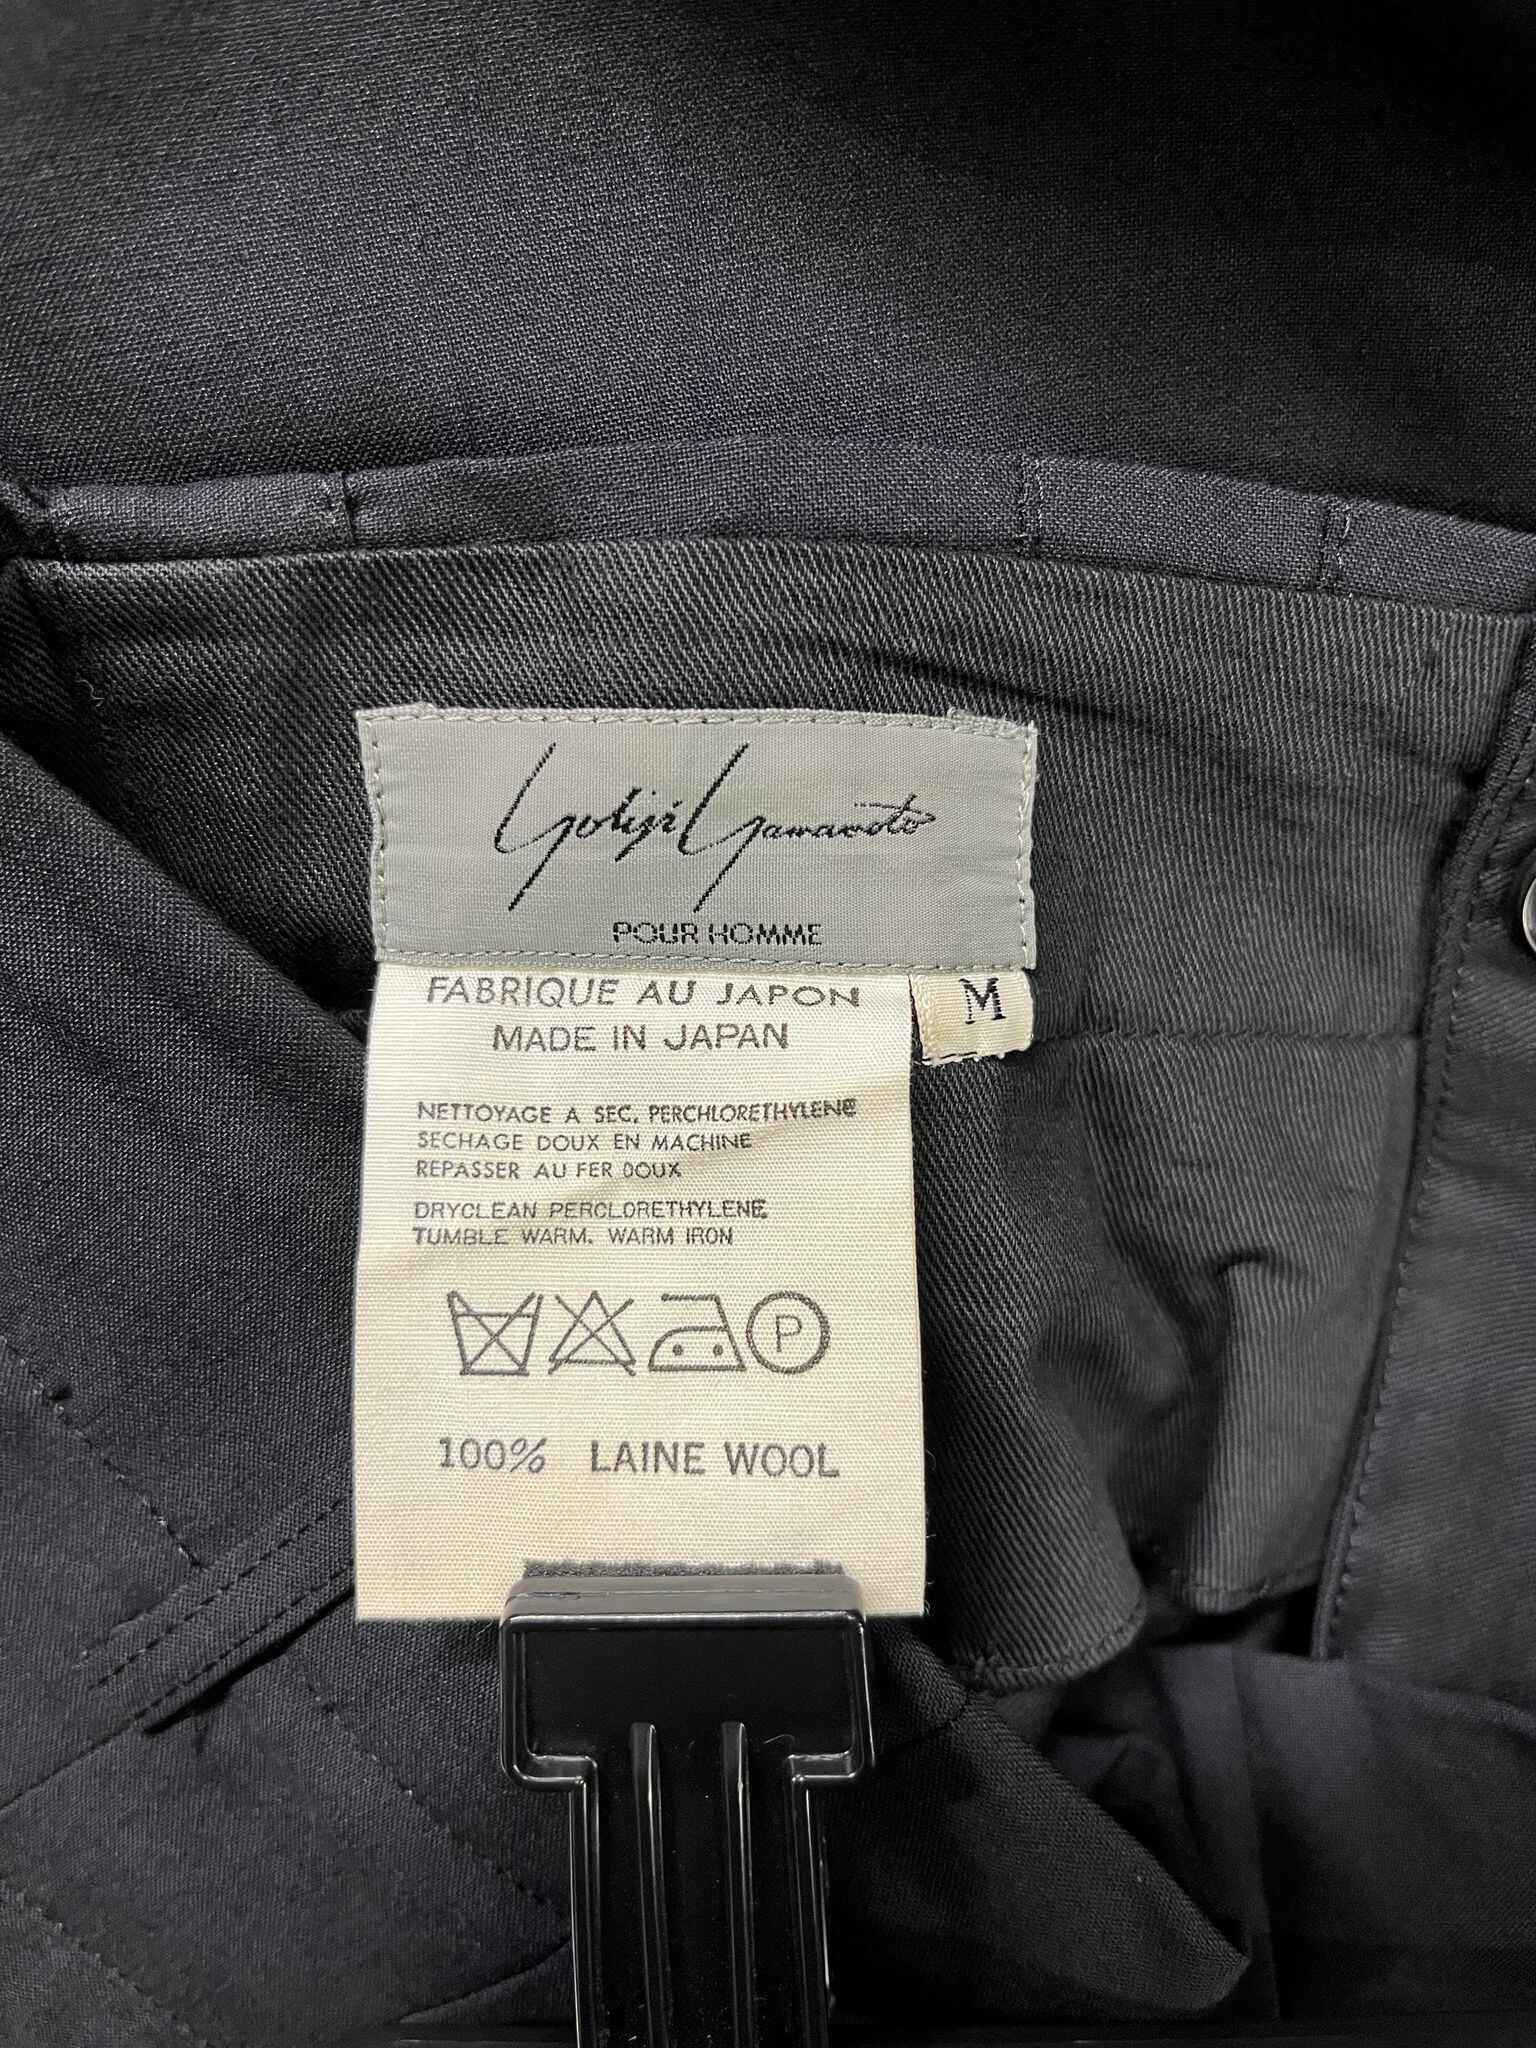 Yohji Yamamoto
POUR HOMME
M
FABRIQUE AU JAPON
MADE IN JAPAN
NETTOYAGE A SEC, PERCHLORETHYLENE
SECHAGE DOUX EN MACHINE
REPASSER AU FER DOUX
DRYCLEAN PERCLORETHYLENE,
TUMBLE WARM. WARM IRON
P
100% LAINE WOOL